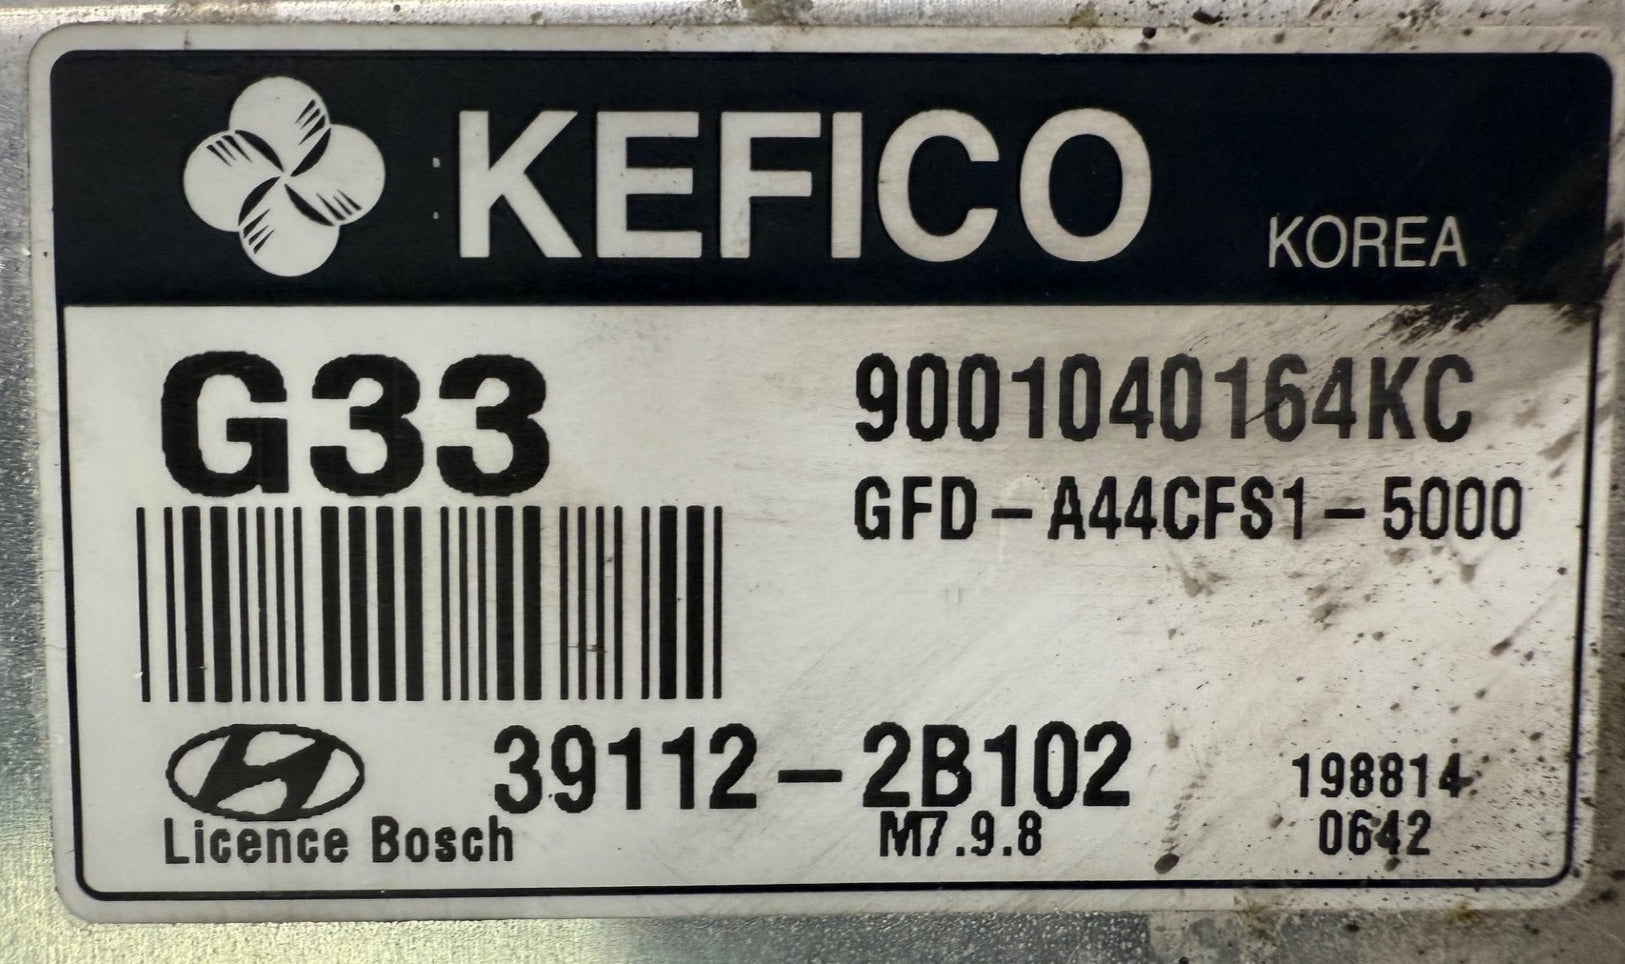 KEFICO KOREA
G33
9001040164KC
GFD-A44CFS1-5000
39112-2B102
198814
Licence Bosch
M7.9.8
0642